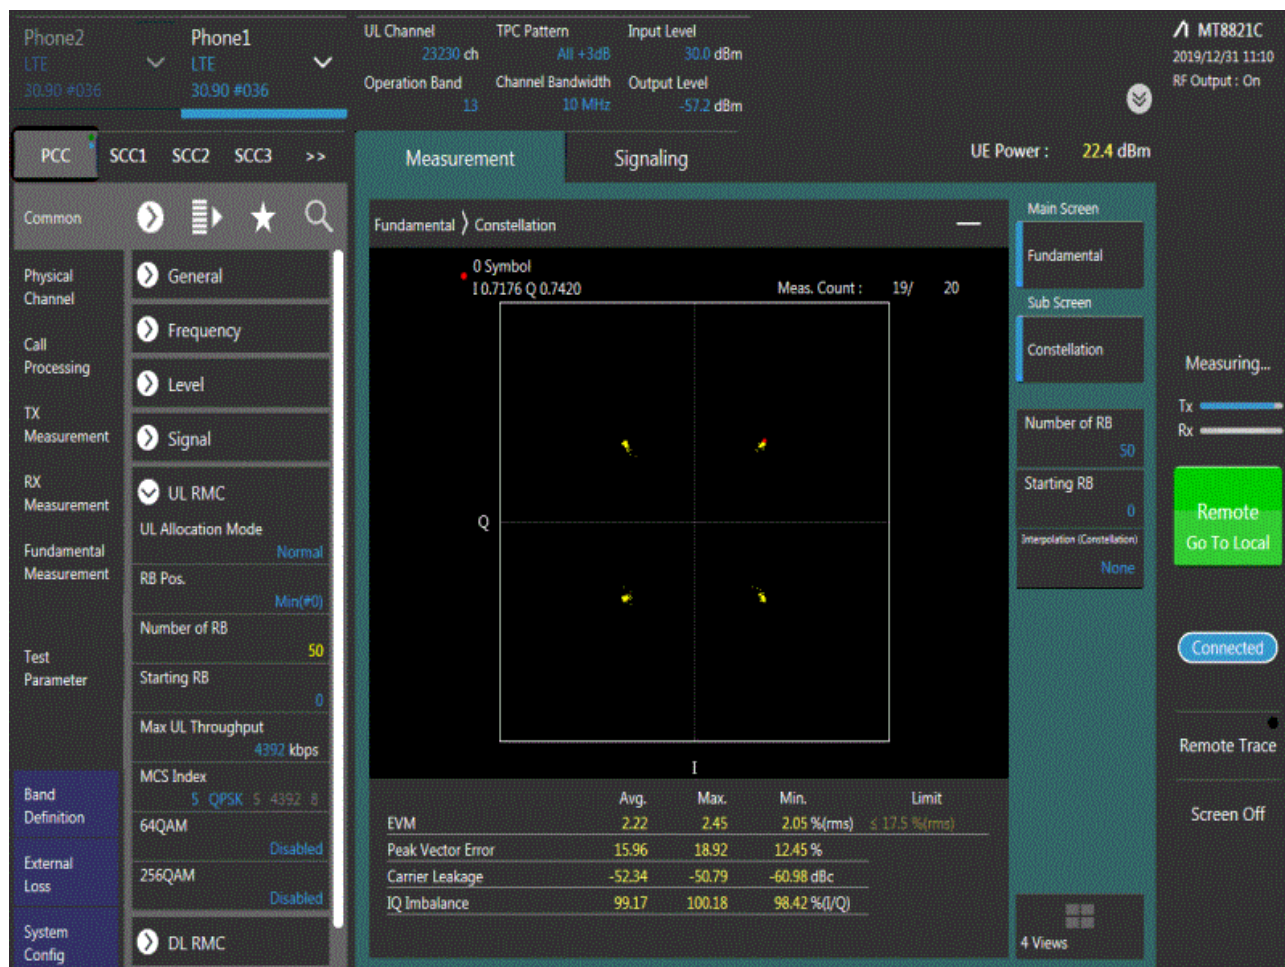 Phone2
LTE
30.90 #036
Phone1
LTE
30.90 #036
UL Channel
23230 ch
TPC Pattern
All +3dB
Input Level
30.0 dBm
Operation Band
13
Channel Bandwidth
10 MHz
Output Level
-57.2 dBm
MT8821C
2019/12/31 11:10
RF Output : On
PCC SCC1 SCC2 SCC3 >>
Measurement
Signaling
UE Power : 22.4 dBm
Common
Physical
Channel
Call
Processing
TX
Measurement
RX
Measurement
Fundamental
Measurement
Test
Parameter
Band
Definition
External
Loss
System
Config
General
Frequency
Level
Signal
UL RMC
UL Allocation Mode
Normal
RB Pos.
Min(#0)
Number of RB
50
Starting RB
0
Max UL Throughput
4392 kbps
MCS Index
5 QPSK 5 4392 8
64QAM
Disabled
256QAM
Disabled
DL RMC
Fundamental 〉 Constellation
0 Symbol
I 0.7176 Q 0.7420
Meas. Count : 19/ 20
Q
I
Avg. Max. Min. Limit
EVM 2.22 2.45 2.05 %(rms) ≤ 17.5 %(rms)
Peak Vector Error 15.96 18.92 12.45 %
Carrier Leakage -52.34 -50.79 -60.98 dBc
IQ Imbalance 99.17 100.18 98.42 %(I/Q)
Main Screen
Fundamental
Sub Screen
Constellation
Number of RB
50
Starting RB
0
Interpolation (Constellation)
None
4 Views
Measuring...
Tx
Rx
Remote
Go To Local
Connected
Remote Trace
Screen Off